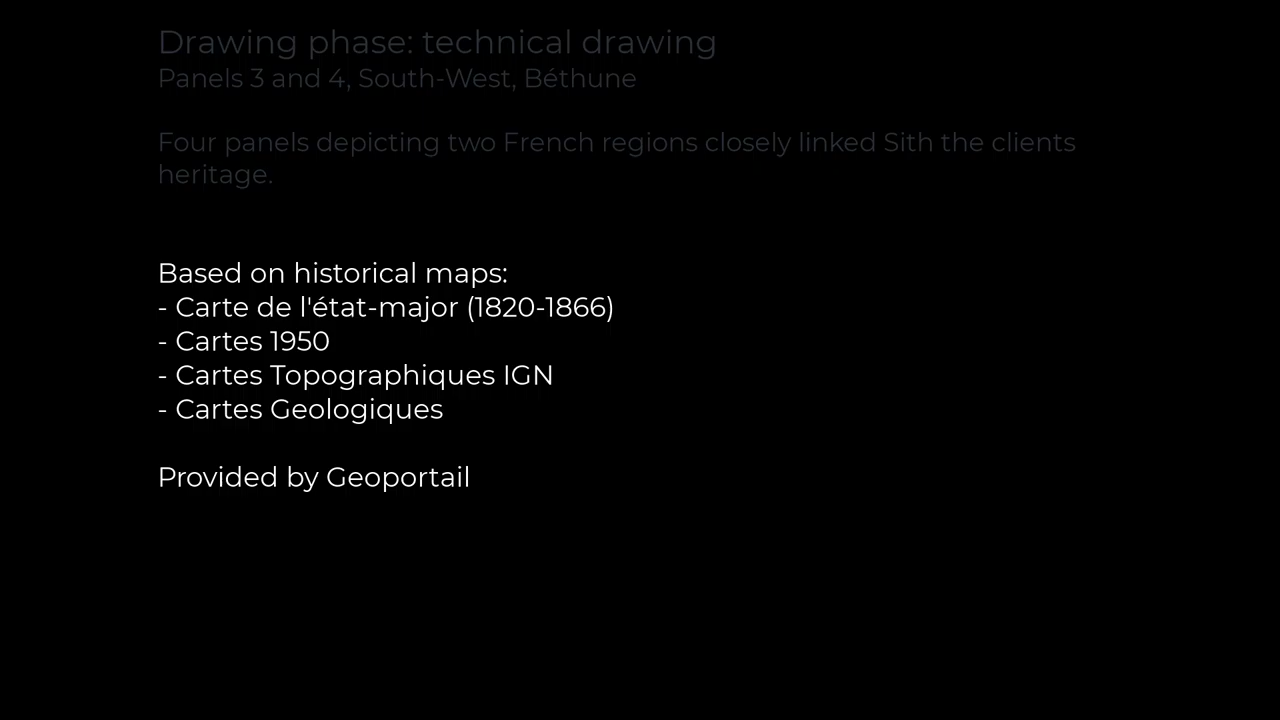 Drawing phase: technical drawing
Panels 3 and 4, South-West, Béthune
Four panels depicting two French regions closely linked Sith the clients
heritage.
Based on historical maps:
- Carte de l'état-major (1820-1866)
- Cartes 1950
- Cartes Topographiques IGN
- Cartes Geologiques
Provided by Geoportail